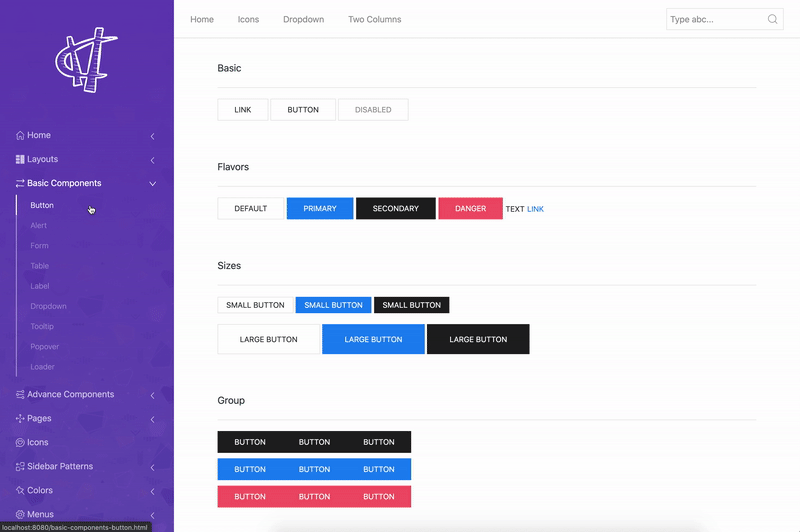 Home Icons Dropdown Two Columns Type abc...
Home
Layouts
Basic Components
Button
Alert
Form
Table
Label
Dropdown
Tooltip
Popover
Loader
Advance Components
Pages
Icons
Sidebar Patterns
Colors
Menus
localhost:8080/basic-components-button.html
Basic
LINK BUTTON DISABLED
Flavors
DEFAULT PRIMARY SECONDARY DANGER TEXT LINK
Sizes
SMALL BUTTON SMALL BUTTON SMALL BUTTON
LARGE BUTTON LARGE BUTTON LARGE BUTTON
Group
BUTTON BUTTON BUTTON
BUTTON BUTTON BUTTON
BUTTON BUTTON BUTTON